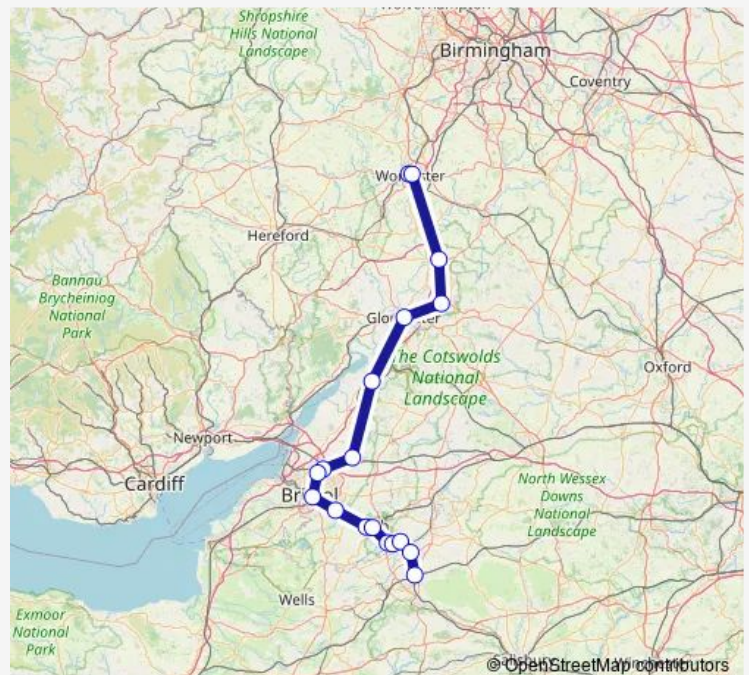 Shropshire
Hills National
Landscape
Birmingham
Coventry
Hereford
Bannau
Brycheiniog
National
Park
The Cotswolds
National
Landscape
Oxford
Newport
Cardiff
North Wessex
Downs
National
Landscape
Wells
Exmoor
National
Park
© OpenStreetMap contributors